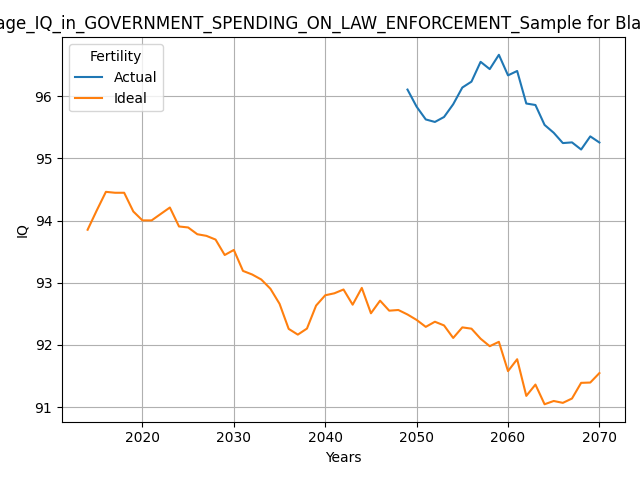 age_IQ_in_GOVERNMENT_SPENDING_ON_LAW_ENFORCEMENT_Sample for Bla
Fertility
Actual
Ideal
96
95
94
93
92
91
IQ
2020 2030 2040 2050 2060 2070
Years